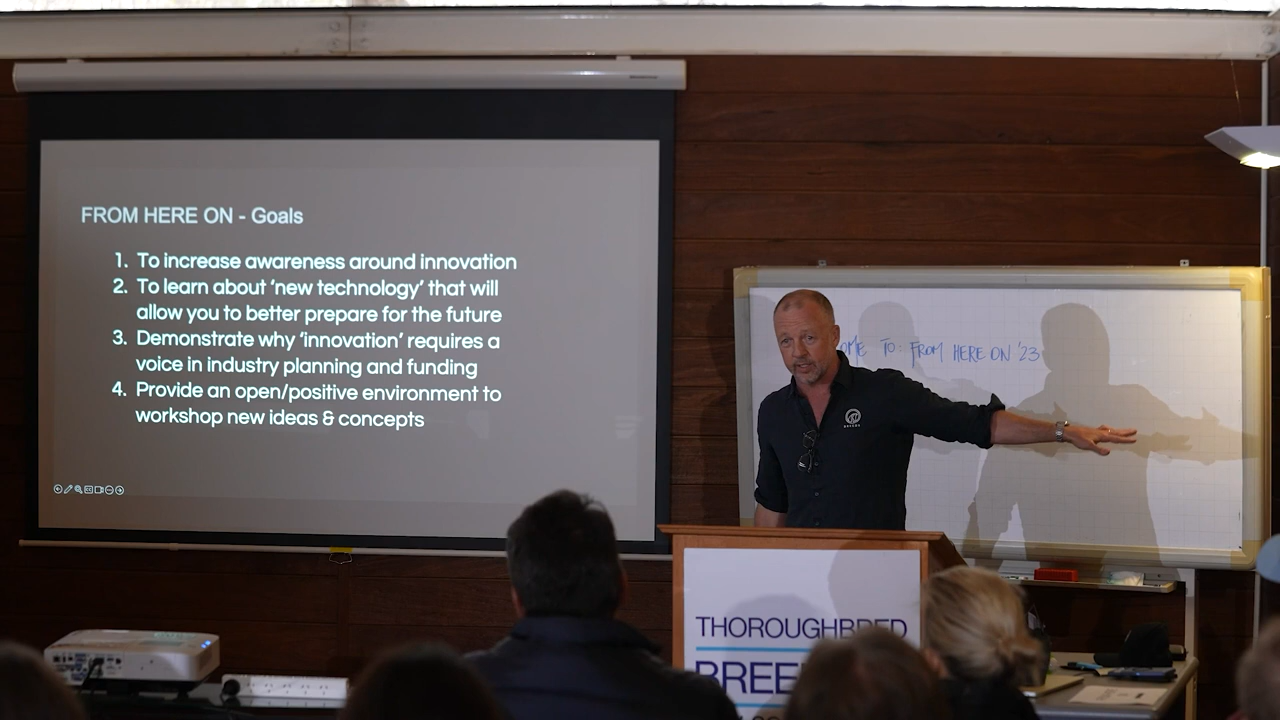 FROM HERE ON - Goals
1. To increase awareness around innovation
2. To learn about ‘new technology’ that will
allow you to better prepare for the future
3. Demonstrate why ‘innovation’ requires a
voice in industry planning and funding
4. Provide an open/positive environment to
workshop new ideas & concepts
OME TO: FROM HERE ON '23
THOROUGHBRED
BREE